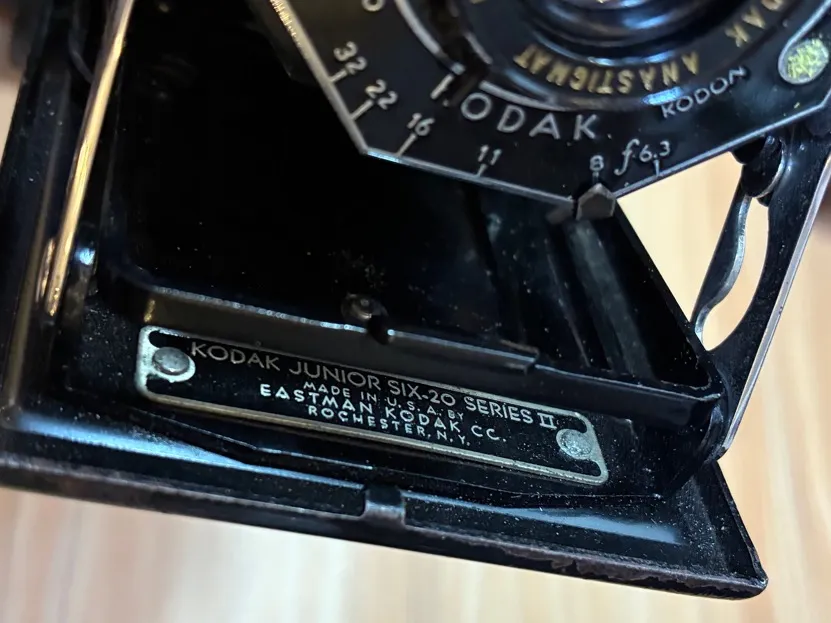 32 22 16 11 8 f6.3
KODAK
ANASTIGMAT
KODON
KODAK JUNIOR SIX-20 SERIES II
MADE IN U.S.A. BY
EASTMAN KODAK CO.
ROCHESTER, N.Y.